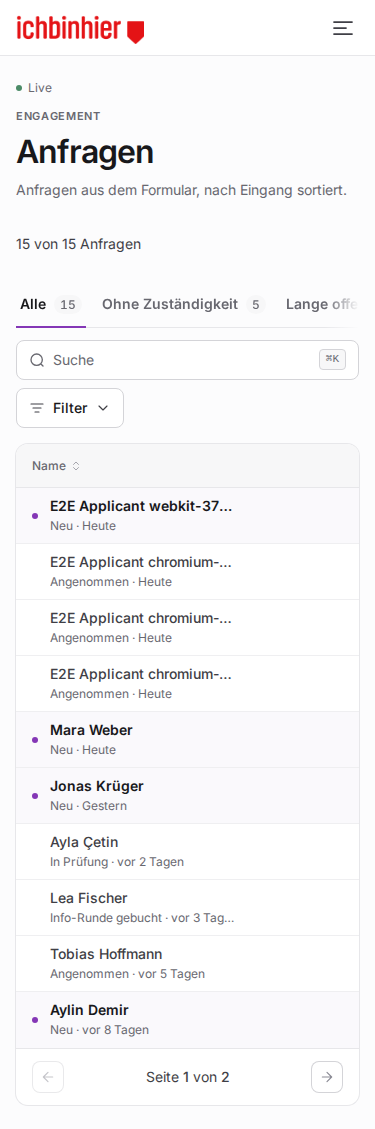 ichbinhier
Live
ENGAGEMENT
Anfragen
Anfragen aus dem Formular, nach Eingang sortiert.
15 von 15 Anfragen
Alle 15 Ohne Zuständigkeit 5 Lange offe
Suche ⌘K
Filter
Name
E2E Applicant webkit-37...
Neu · Heute
E2E Applicant chromium-...
Angenommen · Heute
E2E Applicant chromium-...
Angenommen · Heute
E2E Applicant chromium-...
Angenommen · Heute
Mara Weber
Neu · Heute
Jonas Krüger
Neu · Gestern
Ayla Çetin
In Prüfung · vor 2 Tagen
Lea Fischer
Info-Runde gebucht · vor 3 Tag...
Tobias Hoffmann
Angenommen · vor 5 Tagen
Aylin Demir
Neu · vor 8 Tagen
Seite 1 von 2